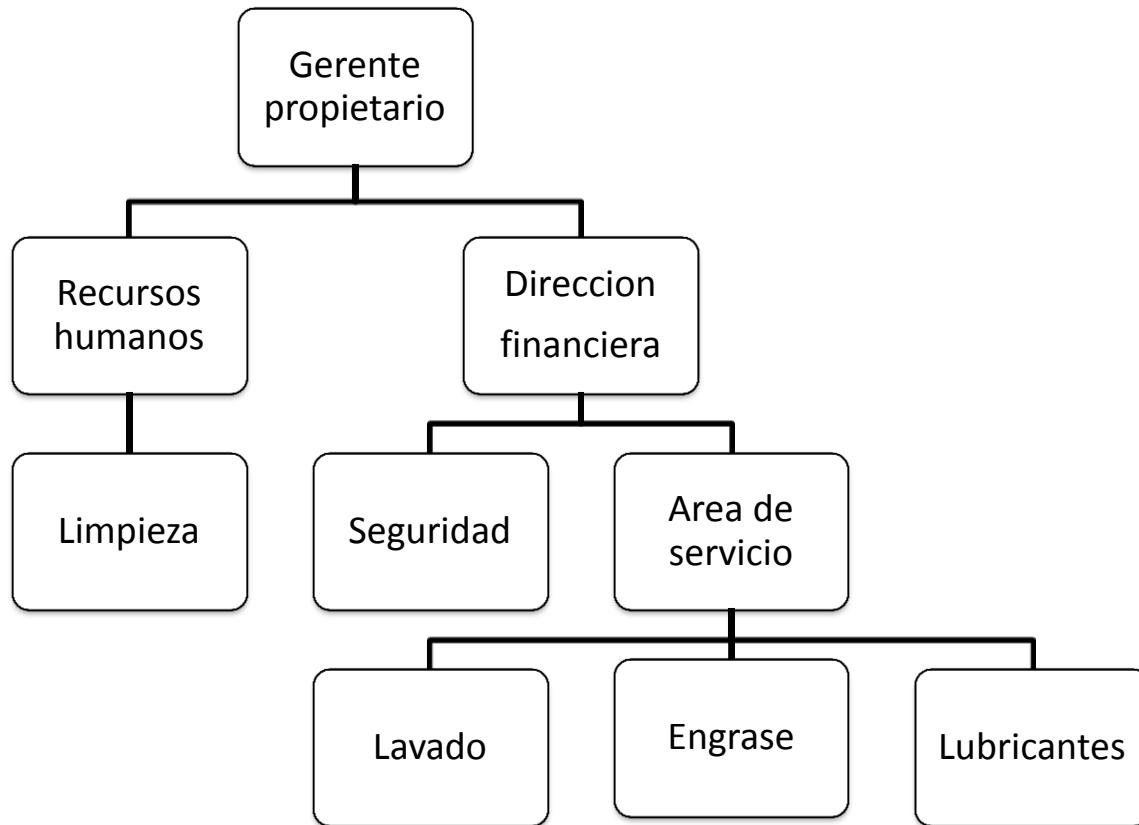 Gerente
propietario
Recursos
humanos
Direccion
financiera
Limpieza
Seguridad
Area de
servicio
Lavado
Engrase
Lubricantes